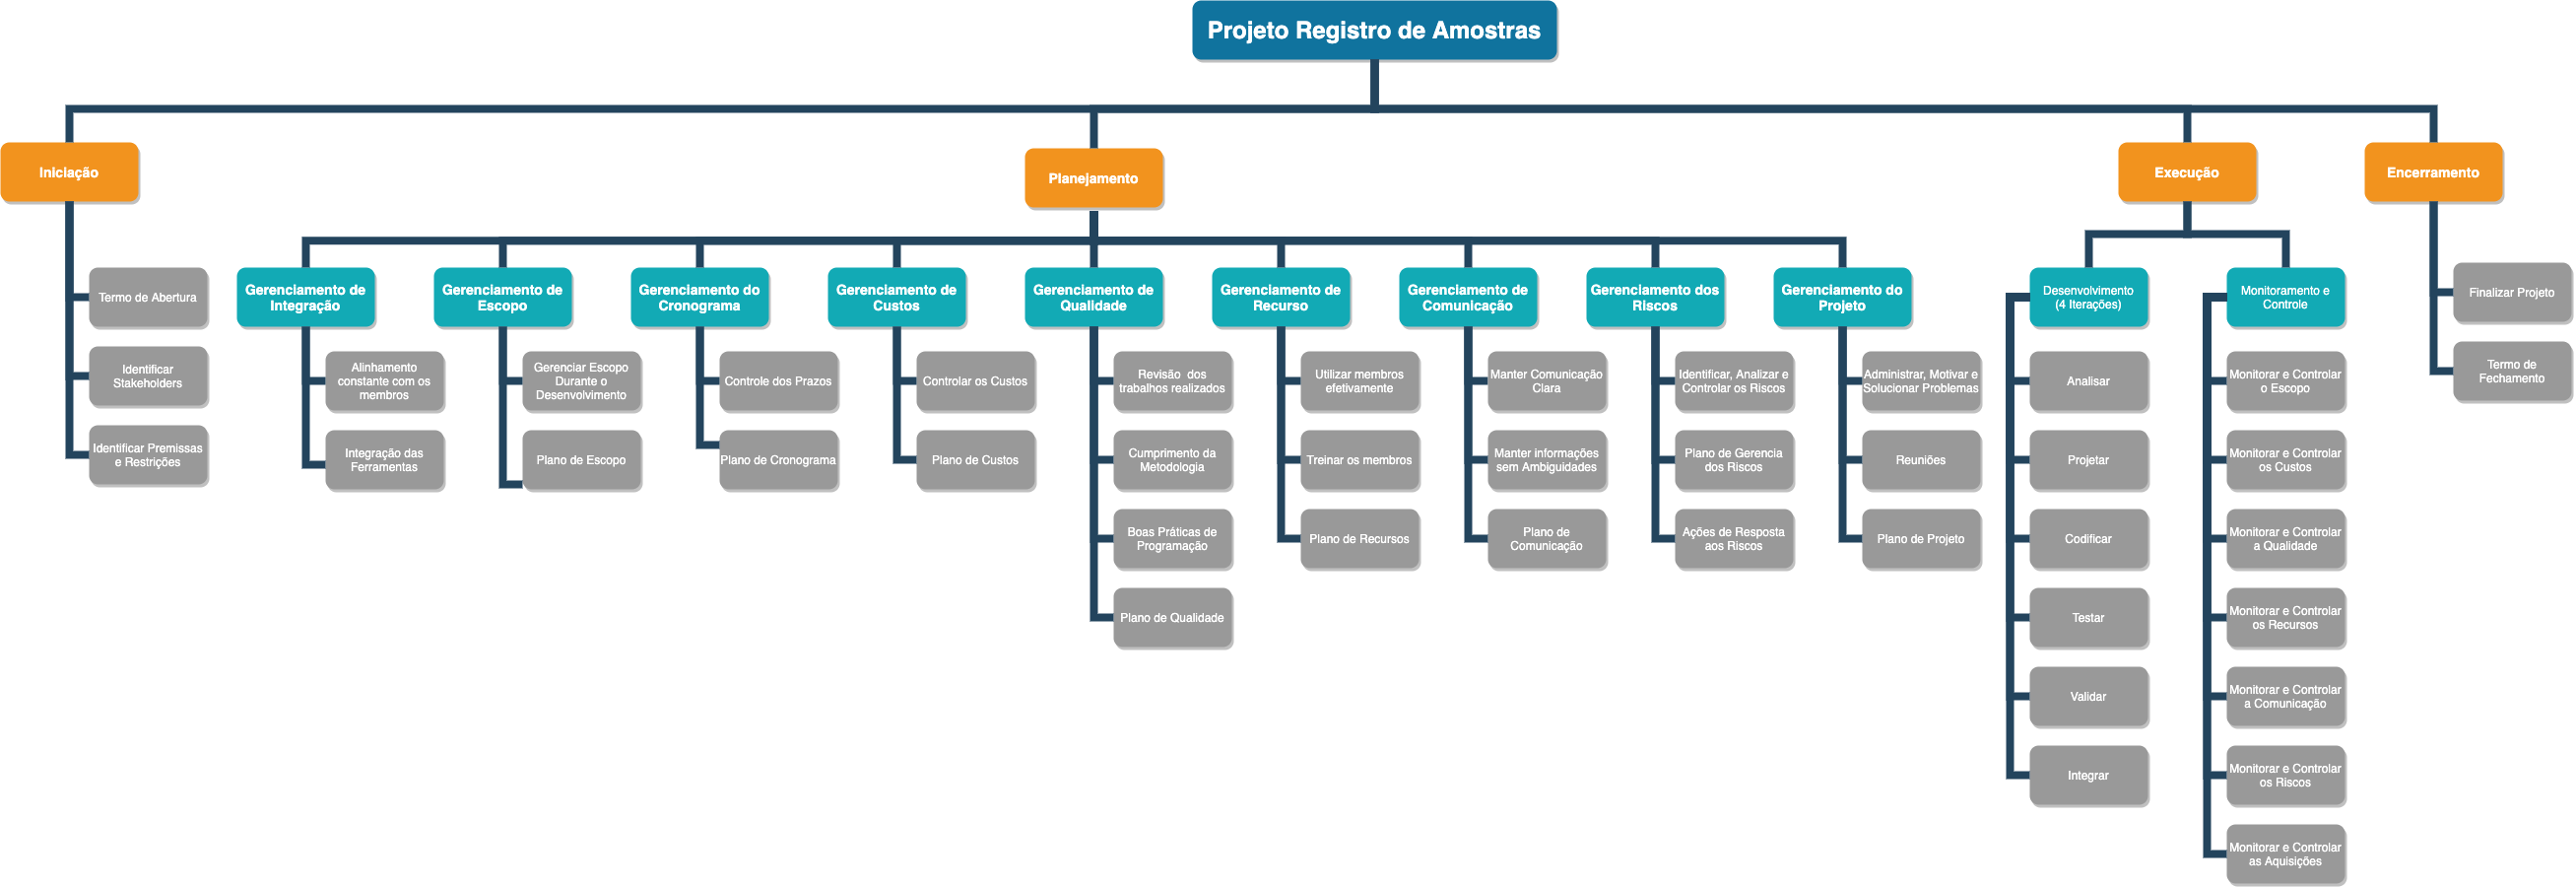 Projeto Registro de Amostras
Iniciação
Planejamento
Execução
Encerramento
Termo de Abertura
Identificar
Stakeholders
Identificar Premissas
e Restrições
Gerenciamento de
Integração
Alinhamento
constante com os
membros
Integração das
Ferramentas
Gerenciamento de
Escopo
Gerenciar Escopo
Durante o
Desenvolvimento
Plano de Escopo
Gerenciamento do
Cronograma
Controle dos Prazos
Plano de Cronograma
Gerenciamento de
Custos
Controlar os Custos
Plano de Custos
Gerenciamento de
Qualidade
Revisão dos
trabalhos realizados
Cumprimento da
Metodologia
Boas Práticas de
Programação
Plano de Qualidade
Gerenciamento de
Recurso
Utilizar membros
efetivamente
Treinar os membros
Plano de Recursos
Gerenciamento de
Comunicação
Manter Comunicação
Clara
Manter informações
sem Ambiguidades
Plano de
Comunicação
Gerenciamento dos
Riscos
Identificar, Analizar e
Controlar os Riscos
Plano de Gerencia
dos Riscos
Ações de Resposta
aos Riscos
Gerenciamento do
Projeto
Administrar, Motivar e
Solucionar Problemas
Reuniões
Plano de Projeto
Desenvolvimento
(4 Iterações)
Analisar
Projetar
Codificar
Testar
Validar
Integrar
Monitoramento e
Controle
Monitorar e Controlar
o Escopo
Monitorar e Controlar
os Custos
Monitorar e Controlar
a Qualidade
Monitorar e Controlar
os Recursos
Monitorar e Controlar
a Comunicação
Monitorar e Controlar
os Riscos
Monitorar e Controlar
as Aquisições
Finalizar Projeto
Termo de
Fechamento